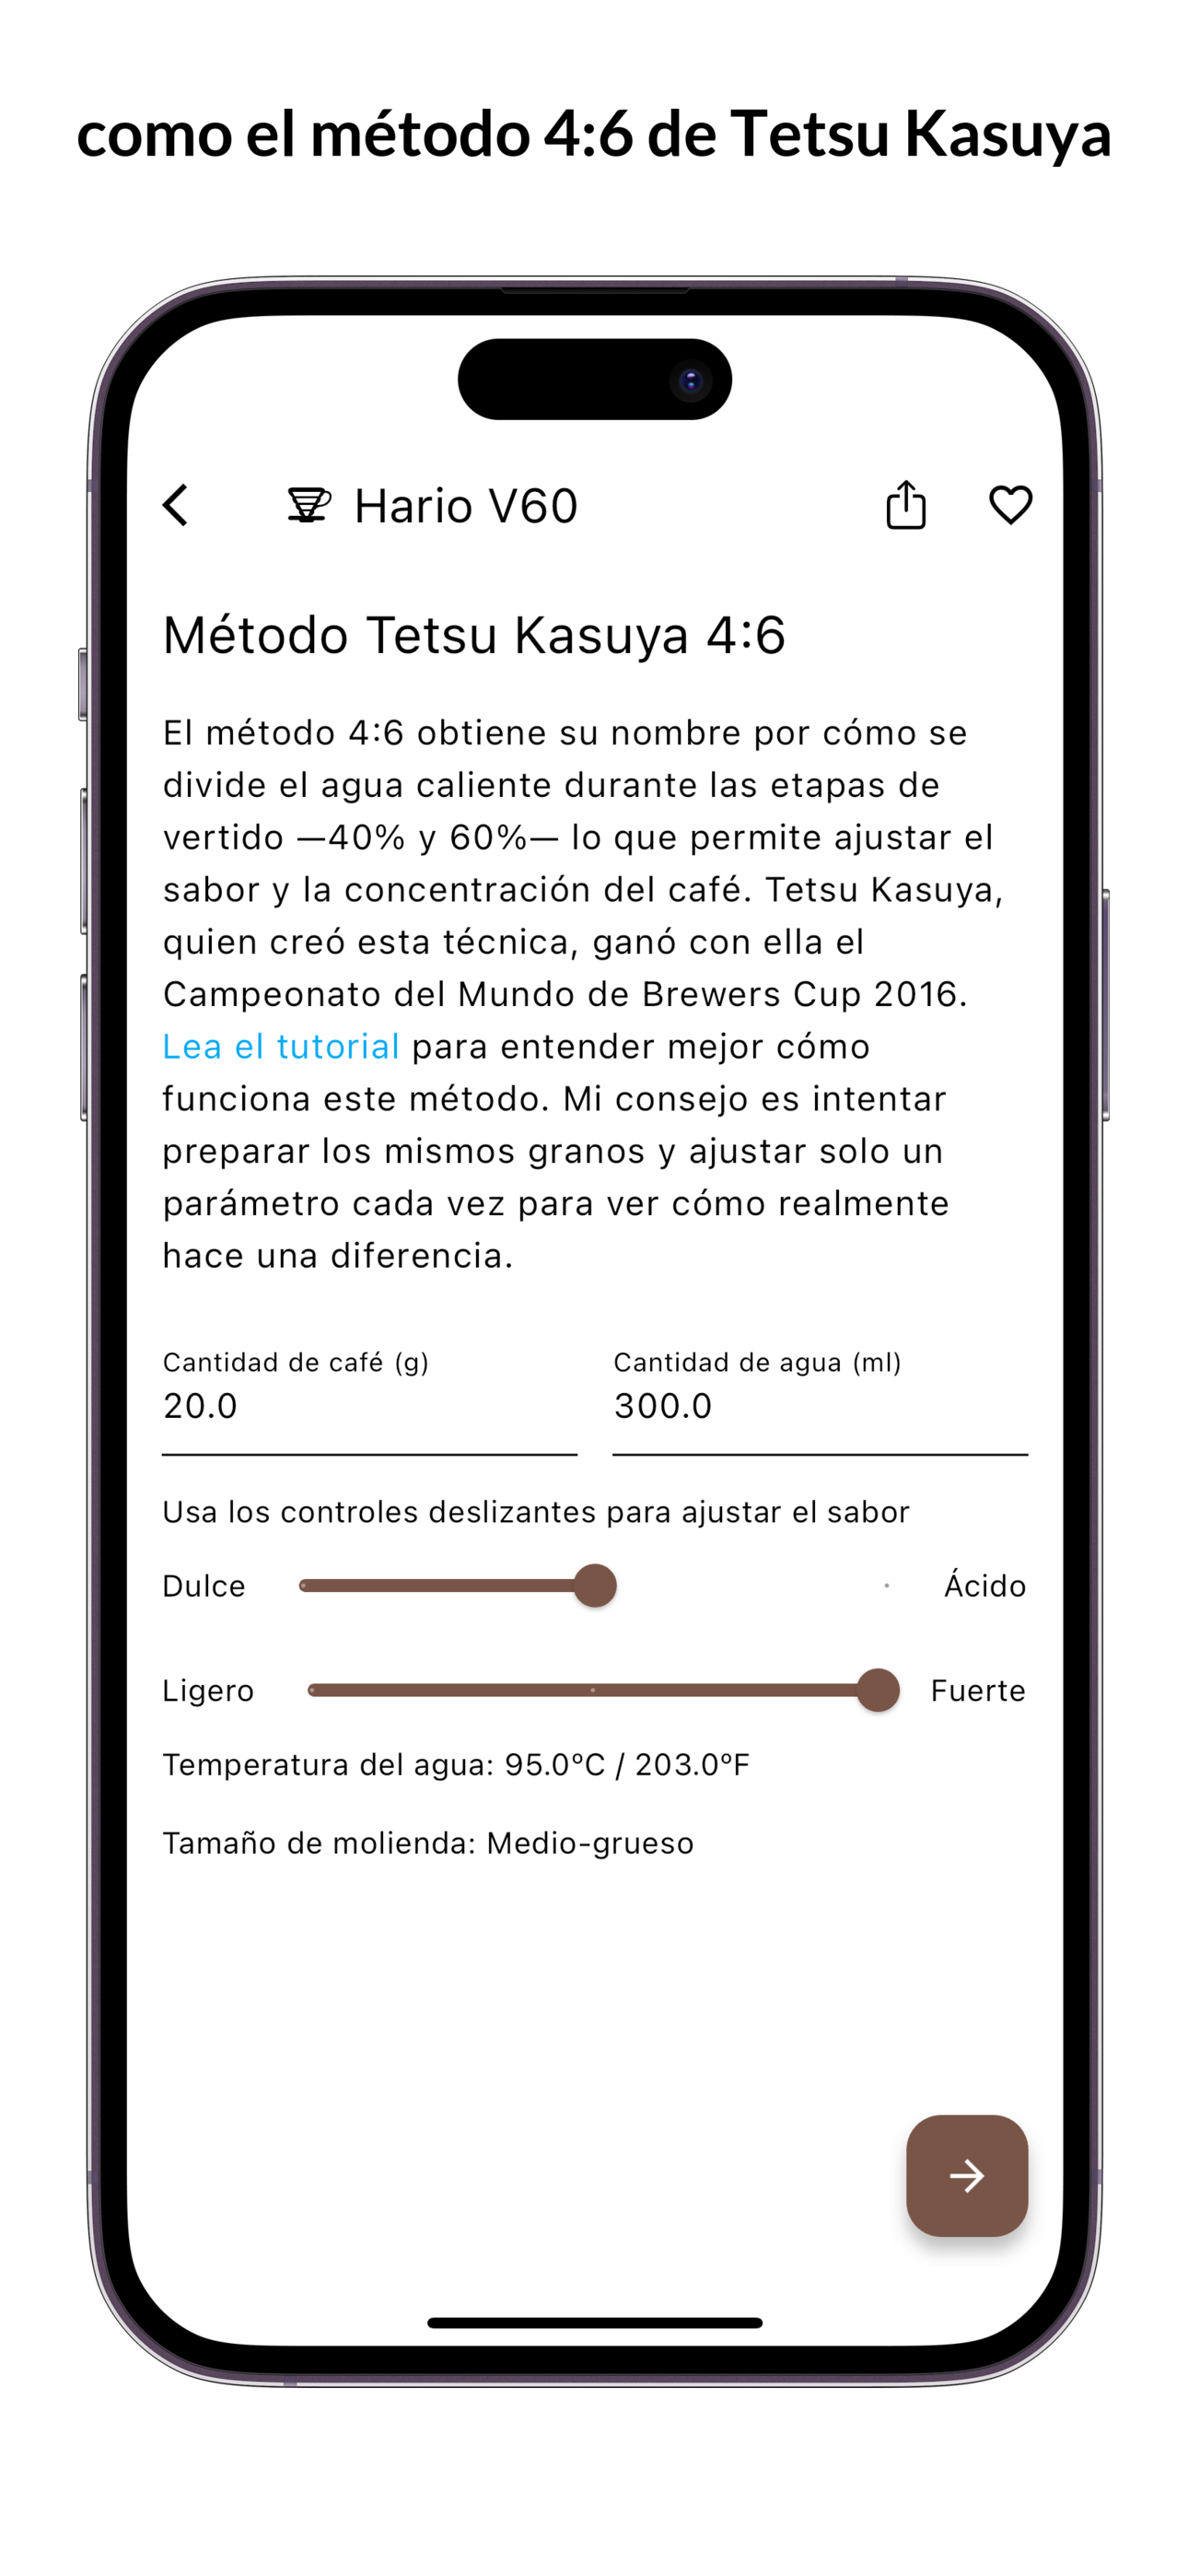 como el método 4:6 de Tetsu Kasuya
Hario V60
Método Tetsu Kasuya 4:6
El método 4:6 obtiene su nombre por cómo se
divide el agua caliente durante las etapas de
vertido —40% y 60%— lo que permite ajustar el
sabor y la concentración del café. Tetsu Kasuya,
quien creó esta técnica, ganó con ella el
Campeonato del Mundo de Brewers Cup 2016.
Lea el tutorial para entender mejor cómo
funciona este método. Mi consejo es intentar
preparar los mismos granos y ajustar solo un
parámetro cada vez para ver cómo realmente
hace una diferencia.
Cantidad de café (g) Cantidad de agua (ml)
20.0 300.0
Usa los controles deslizantes para ajustar el sabor
Dulce Ácido
Ligero Fuerte
Temperatura del agua: 95.0ºC / 203.0ºF
Tamaño de molienda: Medio-grueso